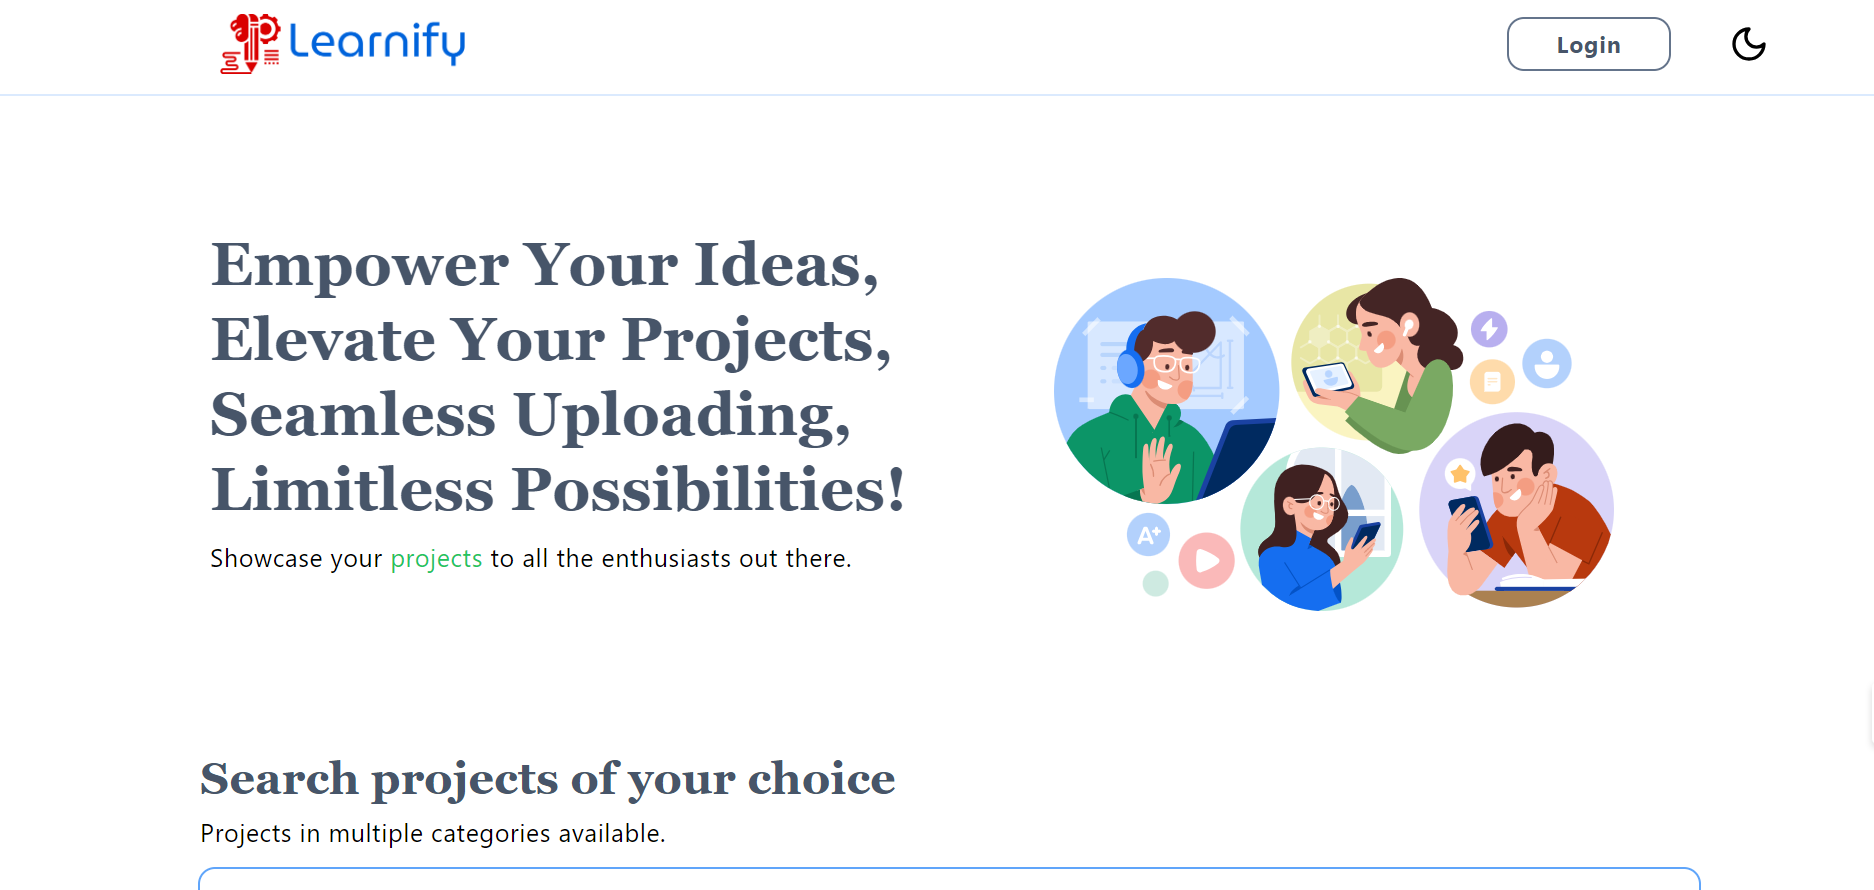 Learnify
Login
Empower Your Ideas,
Elevate Your Projects,
Seamless Uploading,
Limitless Possibilities!
Showcase your projects to all the enthusiasts out there.
A+
Search projects of your choice
Projects in multiple categories available.